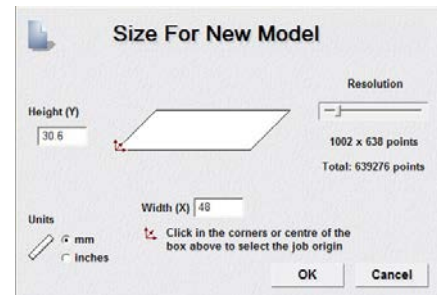 Size For New Model
Resolution
Height (Y)
30.6
1002 x 638 points
Total: 639276 points
Width (X) 48
Units
mm
inches
Click in the corners or centre of the
box above to select the job origin
OK
Cancel